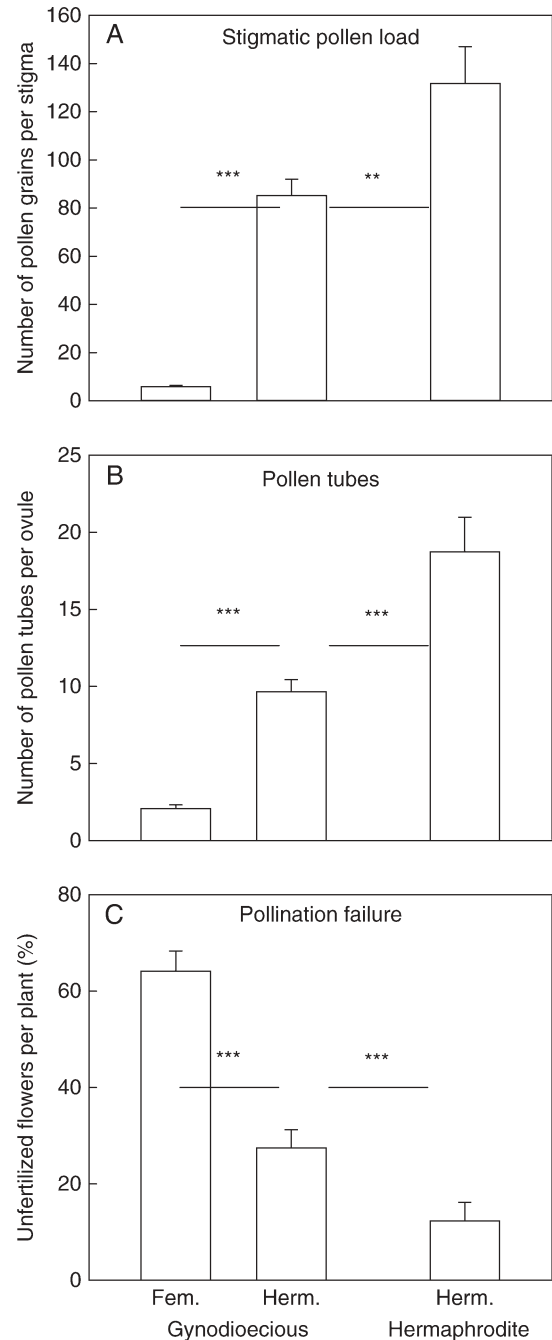 A
Stigmatic pollen load
Number of pollen grains per stigma
160
140
120
100
80
60
40
20
0
***
**
B
Pollen tubes
Number of pollen tubes per ovule
25
20
15
10
5
0
***
***
C
Pollination failure
Unfertilized flowers per plant (%)
80
60
40
20
0
***
***
Fem. Herm. Herm.
Gynodioecious Hermaphrodite